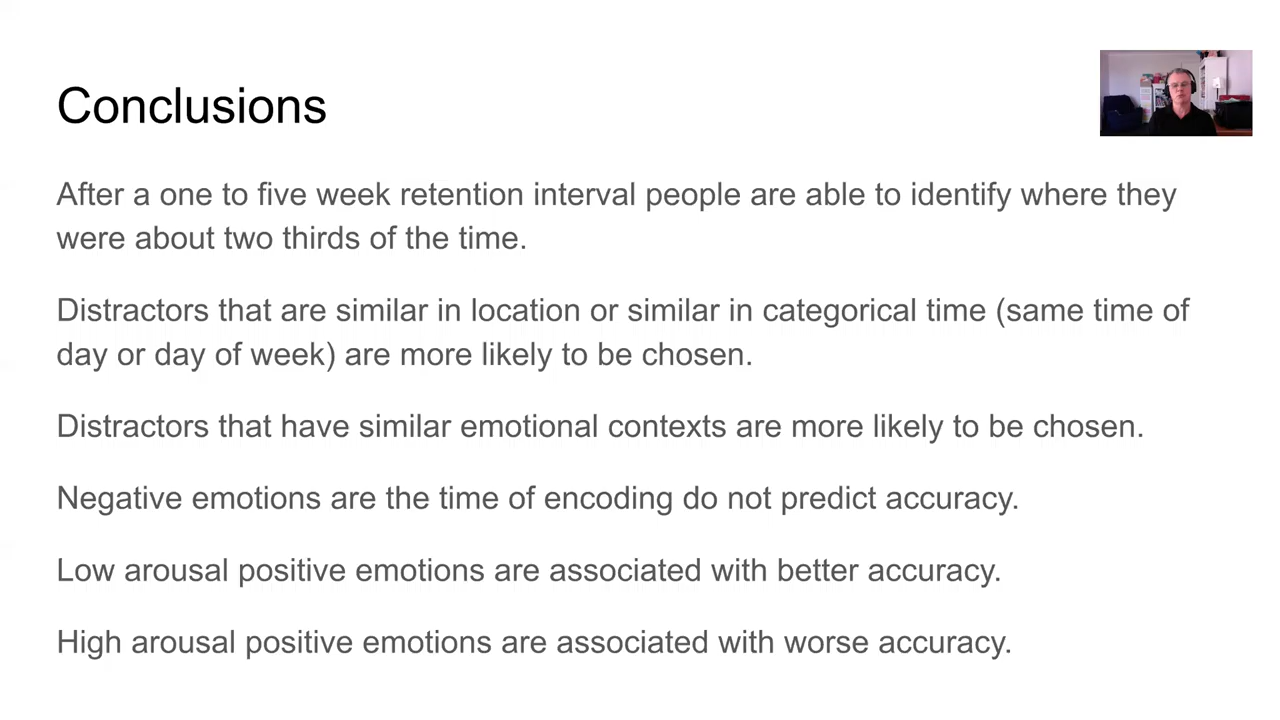 Conclusions
After a one to five week retention interval people are able to identify where they
were about two thirds of the time.
Distractors that are similar in location or similar in categorical time (same time of
day or day of week) are more likely to be chosen.
Distractors that have similar emotional contexts are more likely to be chosen.
Negative emotions are the time of encoding do not predict accuracy.
Low arousal positive emotions are associated with better accuracy.
High arousal positive emotions are associated with worse accuracy.